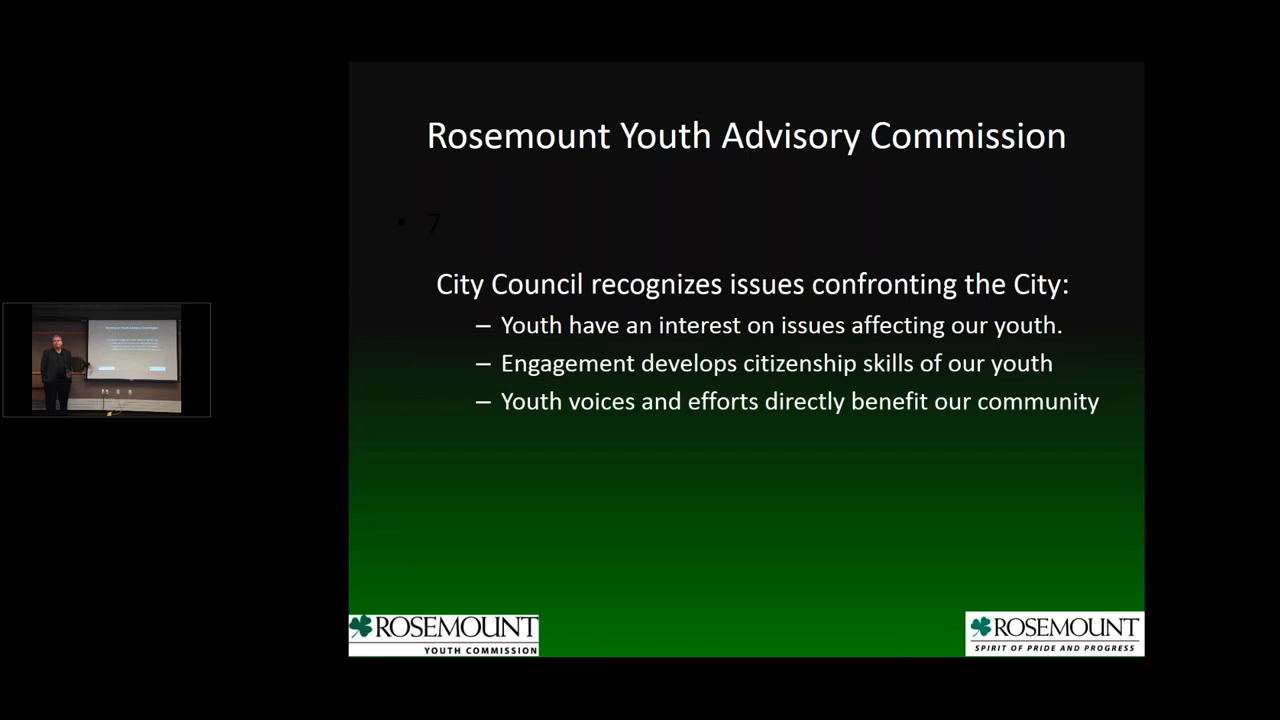 Rosemount Youth Advisory Commission
• 7
City Council recognizes issues confronting the City:
– Youth have an interest on issues affecting our youth.
– Engagement develops citizenship skills of our youth
– Youth voices and efforts directly benefit our community
ROSEMOUNT
YOUTH COMMISSION
ROSEMOUNT
SPIRIT OF PRIDE AND PROGRESS